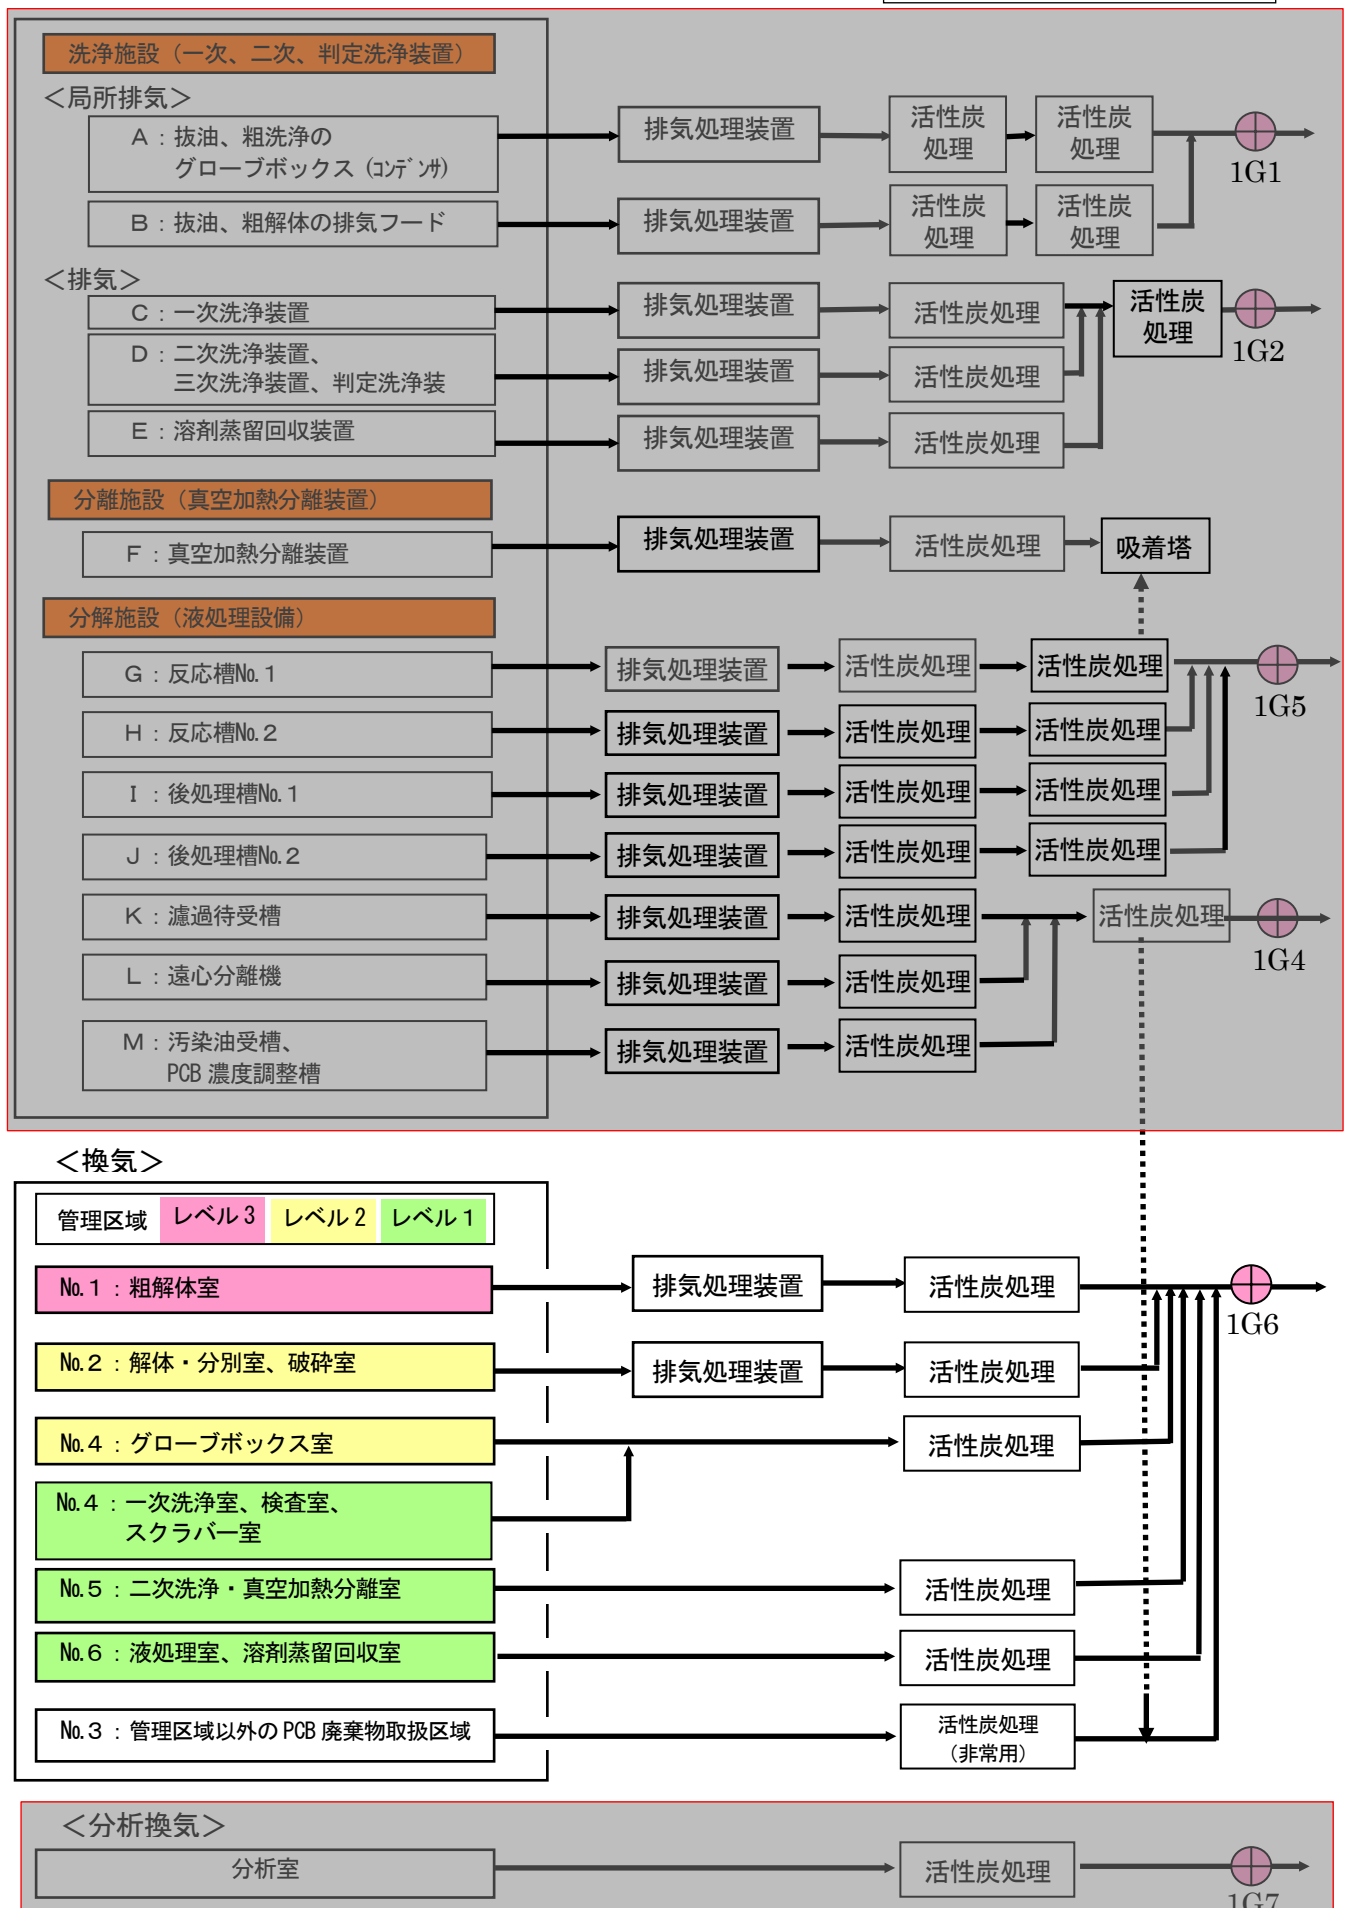 洗浄施設（一次、二次、判定洗浄装置）
＜局所排気＞
A：抜油、粗洗浄の
グローブボックス（ｺﾝﾃﾞﾝｻ）
排気処理装置
活性炭
処理
活性炭
処理
1G1
B：抜油、粗解体の排気フード
排気処理装置
活性炭
処理
活性炭
処理
＜排気＞
C：一次洗浄装置
排気処理装置
活性炭処理
活性炭
処理
1G2
D：二次洗浄装置、
三次洗浄装置、判定洗浄装
排気処理装置
活性炭処理
E：溶剤蒸留回収装置
排気処理装置
活性炭処理
分離施設（真空加熱分離装置）
F：真空加熱分離装置
排気処理装置
活性炭処理
吸着塔
分解施設（液処理設備）
G：反応槽№1
排気処理装置
活性炭処理
活性炭処理
1G5
H：反応槽№2
排気処理装置
活性炭処理
活性炭処理
I：後処理槽№1
排気処理装置
活性炭処理
活性炭処理
J：後処理槽№2
排気処理装置
活性炭処理
活性炭処理
K：濾過待受槽
排気処理装置
活性炭処理
活性炭処理
1G4
L：遠心分離機
排気処理装置
活性炭処理
M：汚染油受槽、
PCB濃度調整槽
排気処理装置
活性炭処理
＜換気＞
管理区域 レベル3 レベル2 レベル1
№1：粗解体室
排気処理装置
活性炭処理
1G6
№2：解体・分別室、破砕室
排気処理装置
活性炭処理
№4：グローブボックス室
活性炭処理
№4：一次洗浄室、検査室、
スクラバー室
№5：二次洗浄・真空加熱分離室
活性炭処理
№6：液処理室、溶剤蒸留回収室
活性炭処理
№3：管理区域以外のPCB廃棄物取扱区域
活性炭処理
（非常用）
＜分析換気＞
分析室
活性炭処理
1G7